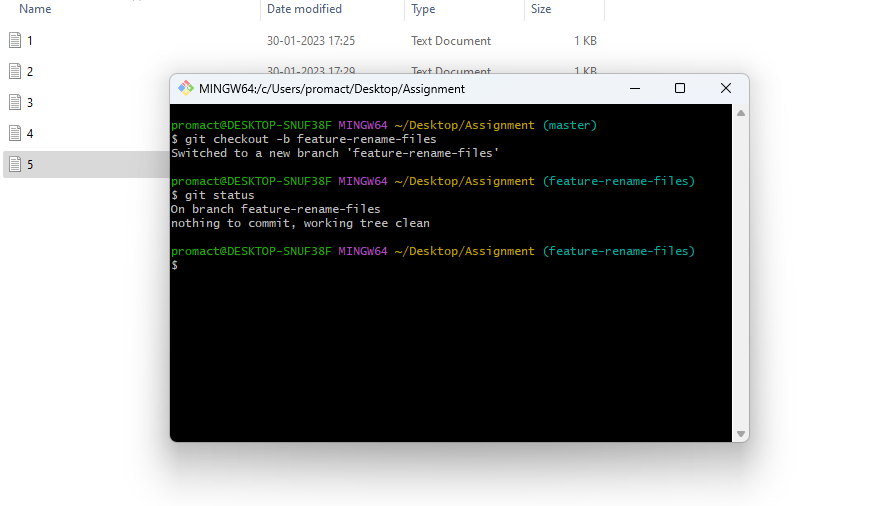 Name Date modified Type Size
1 30-01-2023 17:25 Text Document 1 KB
2 30-01-2023 17:29 Text Document 1 KB
3
4
5
MINGW64:/c/Users/promact/Desktop/Assignment
promact@DESKTOP-SNUF38F MINGW64 ~/Desktop/Assignment (master)
$ git checkout -b feature-rename-files
Switched to a new branch 'feature-rename-files'
promact@DESKTOP-SNUF38F MINGW64 ~/Desktop/Assignment (feature-rename-files)
$ git status
On branch feature-rename-files
nothing to commit, working tree clean
promact@DESKTOP-SNUF38F MINGW64 ~/Desktop/Assignment (feature-rename-files)
$